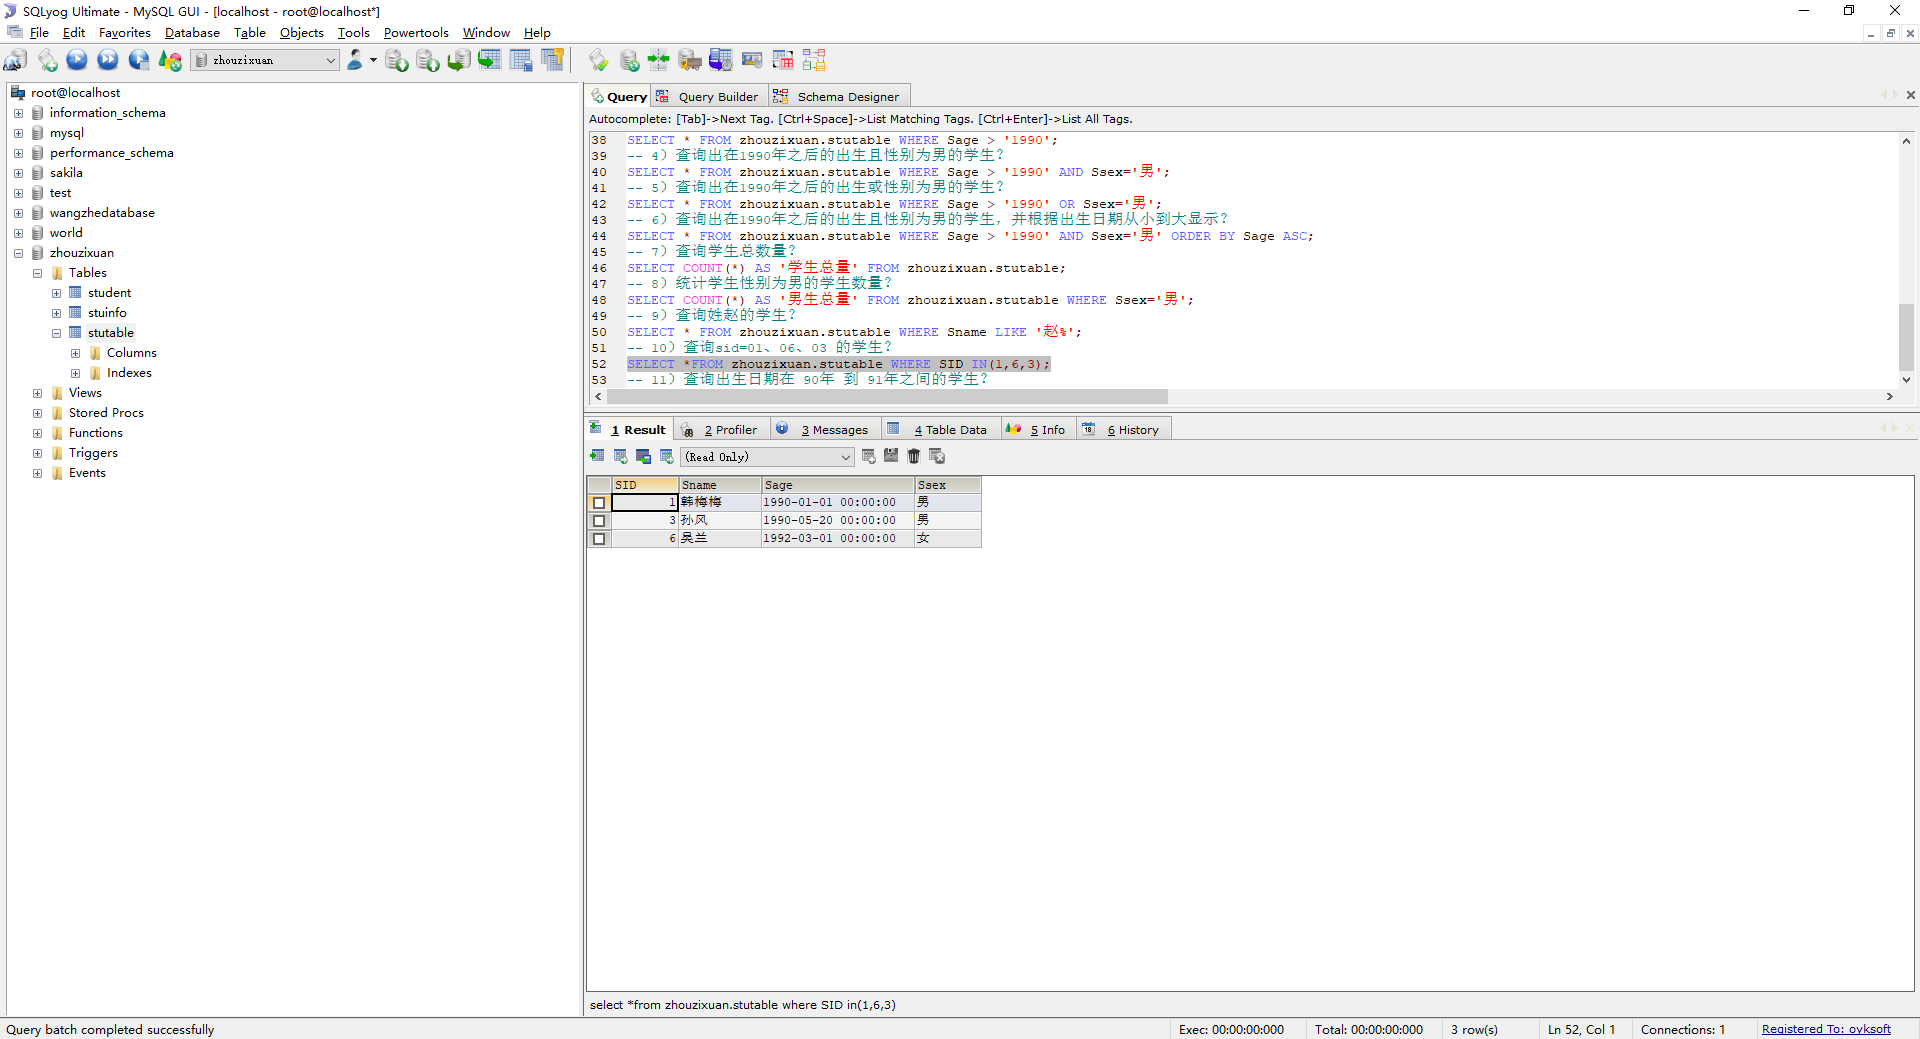 SQLyog Ultimate - MySQL GUI - [localhost - root@localhost*]
File Edit Favorites Database Table Objects Tools Powertools Window Help
zhouzixuan
root@localhost
information_schema
mysql
performance_schema
sakila
test
wangzhedatabase
world
zhouzixuan
Tables
student
stuinfo
stutable
Columns
Indexes
Views
Stored Procs
Functions
Triggers
Events
Query Query Builder Schema Designer
Autocomplete: [Tab]->Next Tag. [Ctrl+Space]->List Matching Tags. [Ctrl+Enter]->List All Tags.
38 SELECT * FROM zhouzixuan.stutable WHERE Sage > '1990';
39 -- 4）查询出在1990年之后的出生且性别为男的学生?
40 SELECT * FROM zhouzixuan.stutable WHERE Sage > '1990' AND Ssex='男';
41 -- 5）查询出在1990年之后的出生或性别为男的学生?
42 SELECT * FROM zhouzixuan.stutable WHERE Sage > '1990' OR Ssex='男';
43 -- 6）查询出在1990年之后的出生且性别为男的学生，并根据出生日期从小到大显示?
44 SELECT * FROM zhouzixuan.stutable WHERE Sage > '1990' AND Ssex='男' ORDER BY Sage ASC;
45 -- 7）查询学生总数量?
46 SELECT COUNT(*) AS '学生总量' FROM zhouzixuan.stutable;
47 -- 8）统计学生性别为男的学生数量?
48 SELECT COUNT(*) AS '男生总量' FROM zhouzixuan.stutable WHERE Ssex='男';
49 -- 9）查询姓赵的学生?
50 SELECT * FROM zhouzixuan.stutable WHERE Sname LIKE '赵%';
51 -- 10）查询sid=01、06、03 的学生?
52 SELECT *FROM zhouzixuan.stutable WHERE SID IN(1,6,3);
53 -- 11）查询出生日期在 90年 到 91年之间的学生?
1 Result 2 Profiler 3 Messages 4 Table Data 5 Info 6 History
(Read Only)
SID Sname Sage Ssex
1 韩梅梅 1990-01-01 00:00:00 男
3 孙风 1990-05-20 00:00:00 男
6 吴兰 1992-03-01 00:00:00 女
select *from zhouzixuan.stutable where SID in(1,6,3)
Query batch completed successfully Exec: 00:00:00:000 Total: 00:00:00:000 3 row(s) Ln 52, Col 1 Connections: 1 Registered To: ovksoft